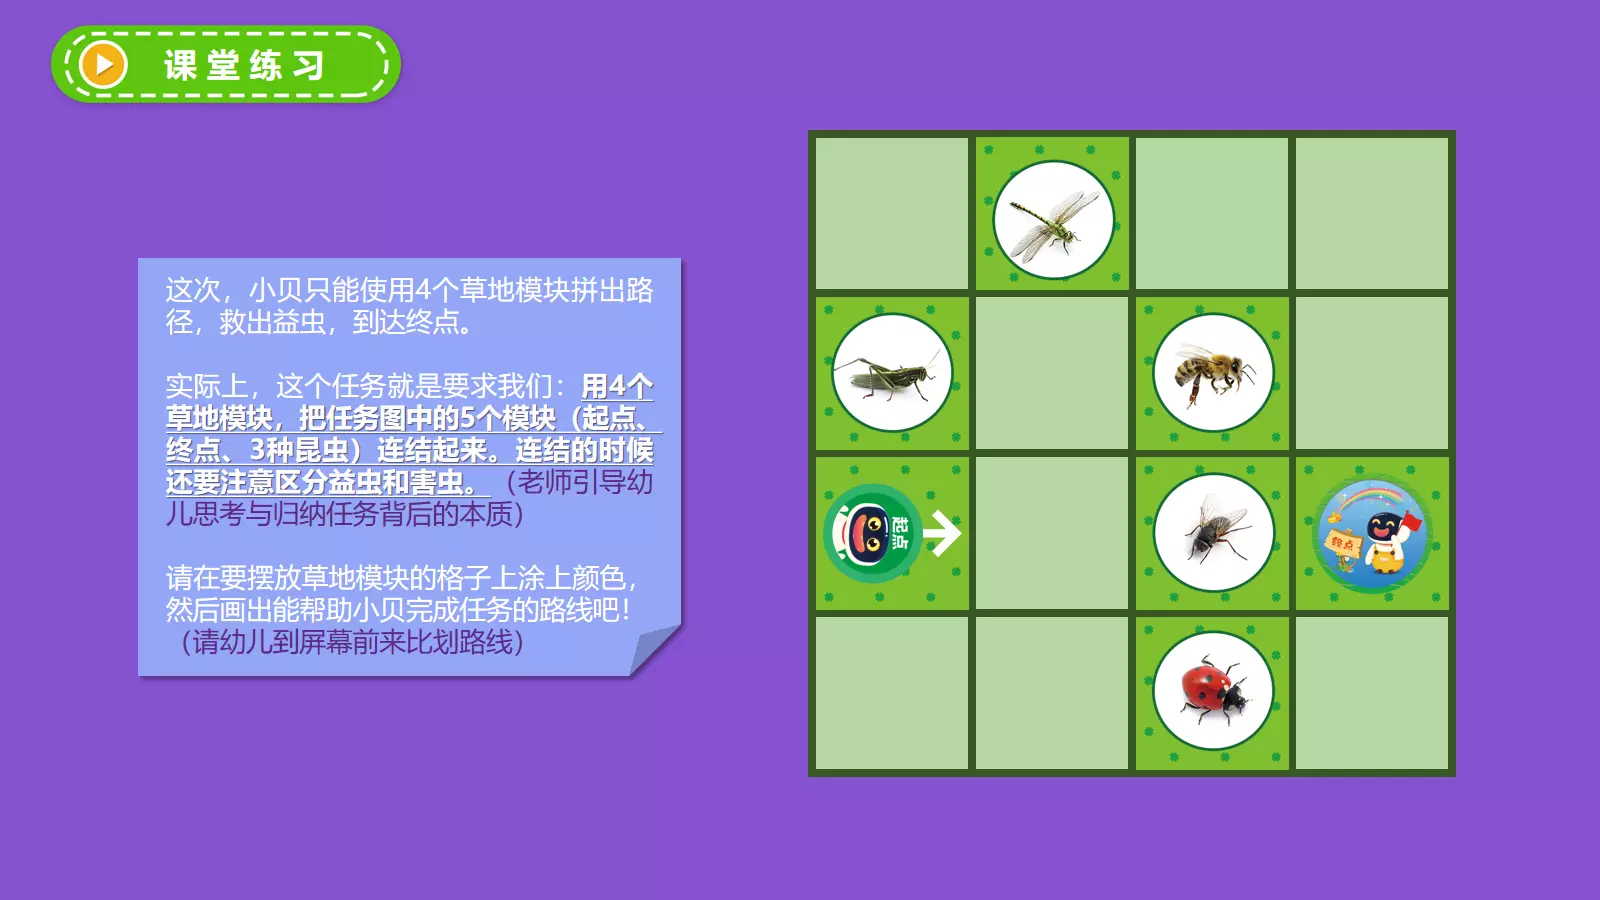 课堂练习
这次，小贝只能使用4个草地模块拼出路
径，救出益虫，到达终点。
实际上，这个任务就是要求我们：用4个
草地模块，把任务图中的5个模块（起点、
终点、3种昆虫）连结起来。连结的时候
还要注意区分益虫和害虫。（老师引导幼
儿思考与归纳任务背后的本质）
请在要摆放草地模块的格子上涂上颜色，
然后画出能帮助小贝完成任务的路线吧！
（请幼儿到屏幕前来比划路线）
起点
终点